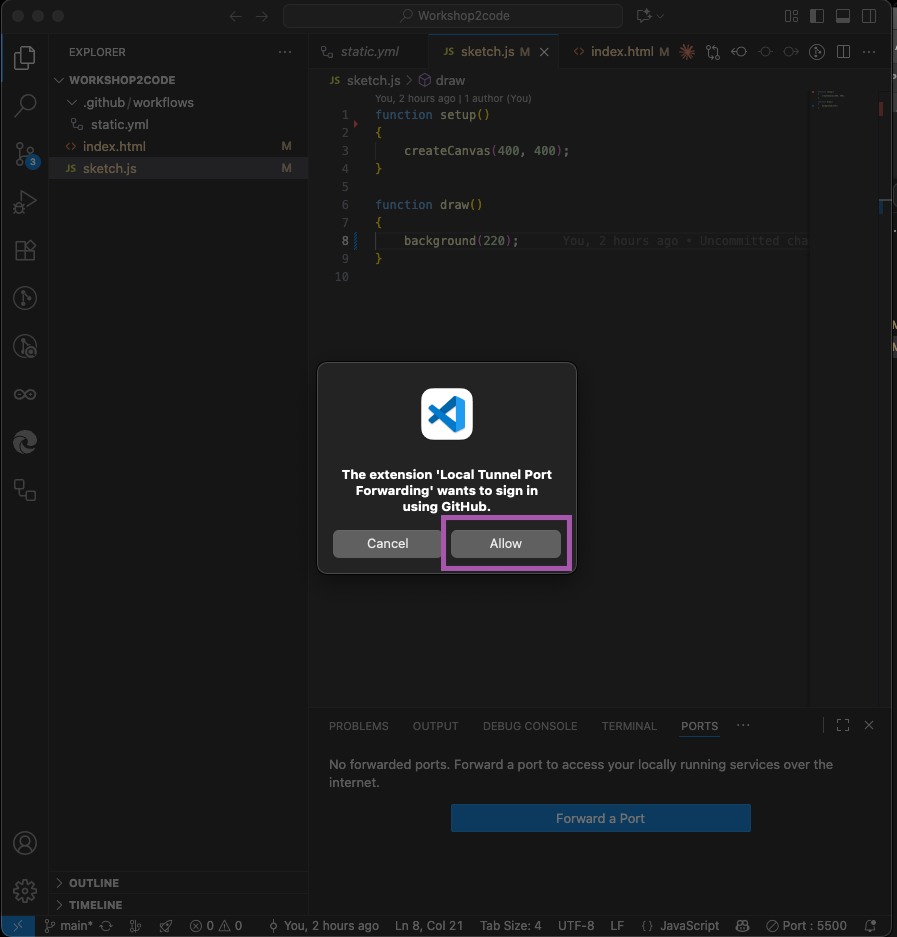 Workshop2code
EXPLORER
static.yml
JS sketch.js M
index.html M
WORKSHOP2CODE
.github/workflows
static.yml
index.html M
JS sketch.js M
3
JS sketch.js > draw
You, 2 hours ago | 1 author (You)
1 function setup()
2 {
3 createCanvas(400, 400);
4 }
5
6 function draw()
7 {
8 background(220); You, 2 hours ago • Uncommitted cha
9 }
10
The extension 'Local Tunnel Port
Forwarding' wants to sign in
using GitHub.
Cancel Allow
PROBLEMS OUTPUT DEBUG CONSOLE TERMINAL PORTS
No forwarded ports. Forward a port to access your locally running services over the
internet.
Forward a Port
OUTLINE
TIMELINE
main* 0 0 You, 2 hours ago Ln 8, Col 21 Tab Size: 4 UTF-8 LF {} JavaScript Port : 5500